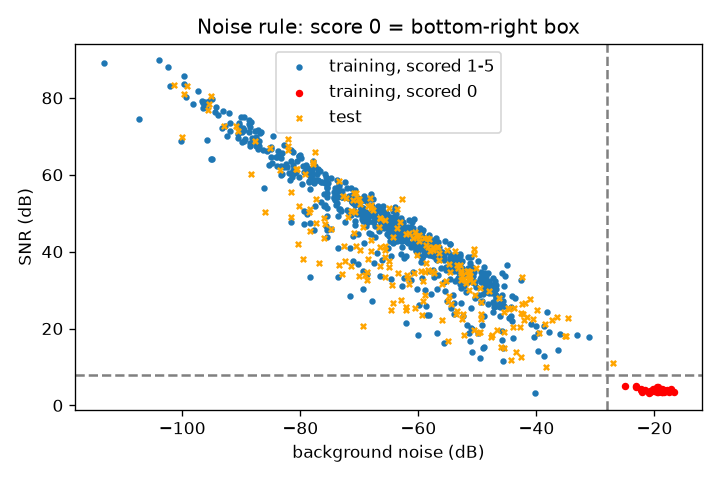 Noise rule: score 0 = bottom-right box
training, scored 1-5
training, scored 0
test
SNR (dB)
80
60
40
20
0
−100
−80
−60
−40
−20
background noise (dB)